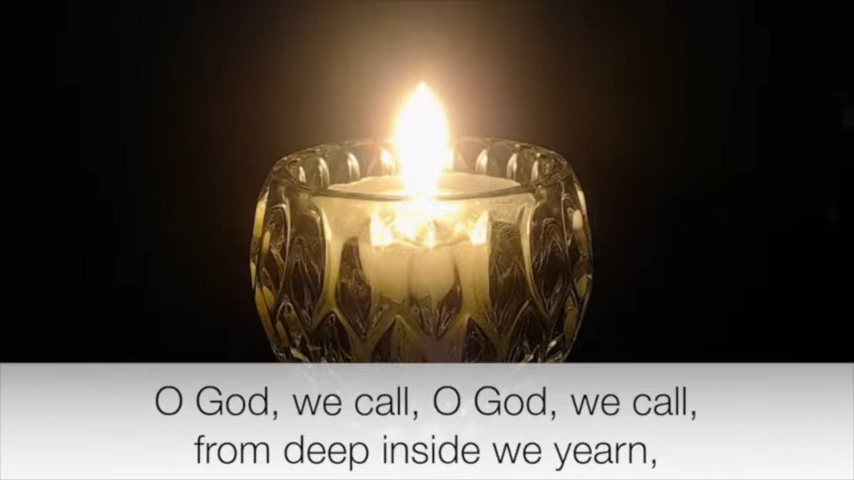 O God, we call, O God, we call,
from deep inside we yearn,